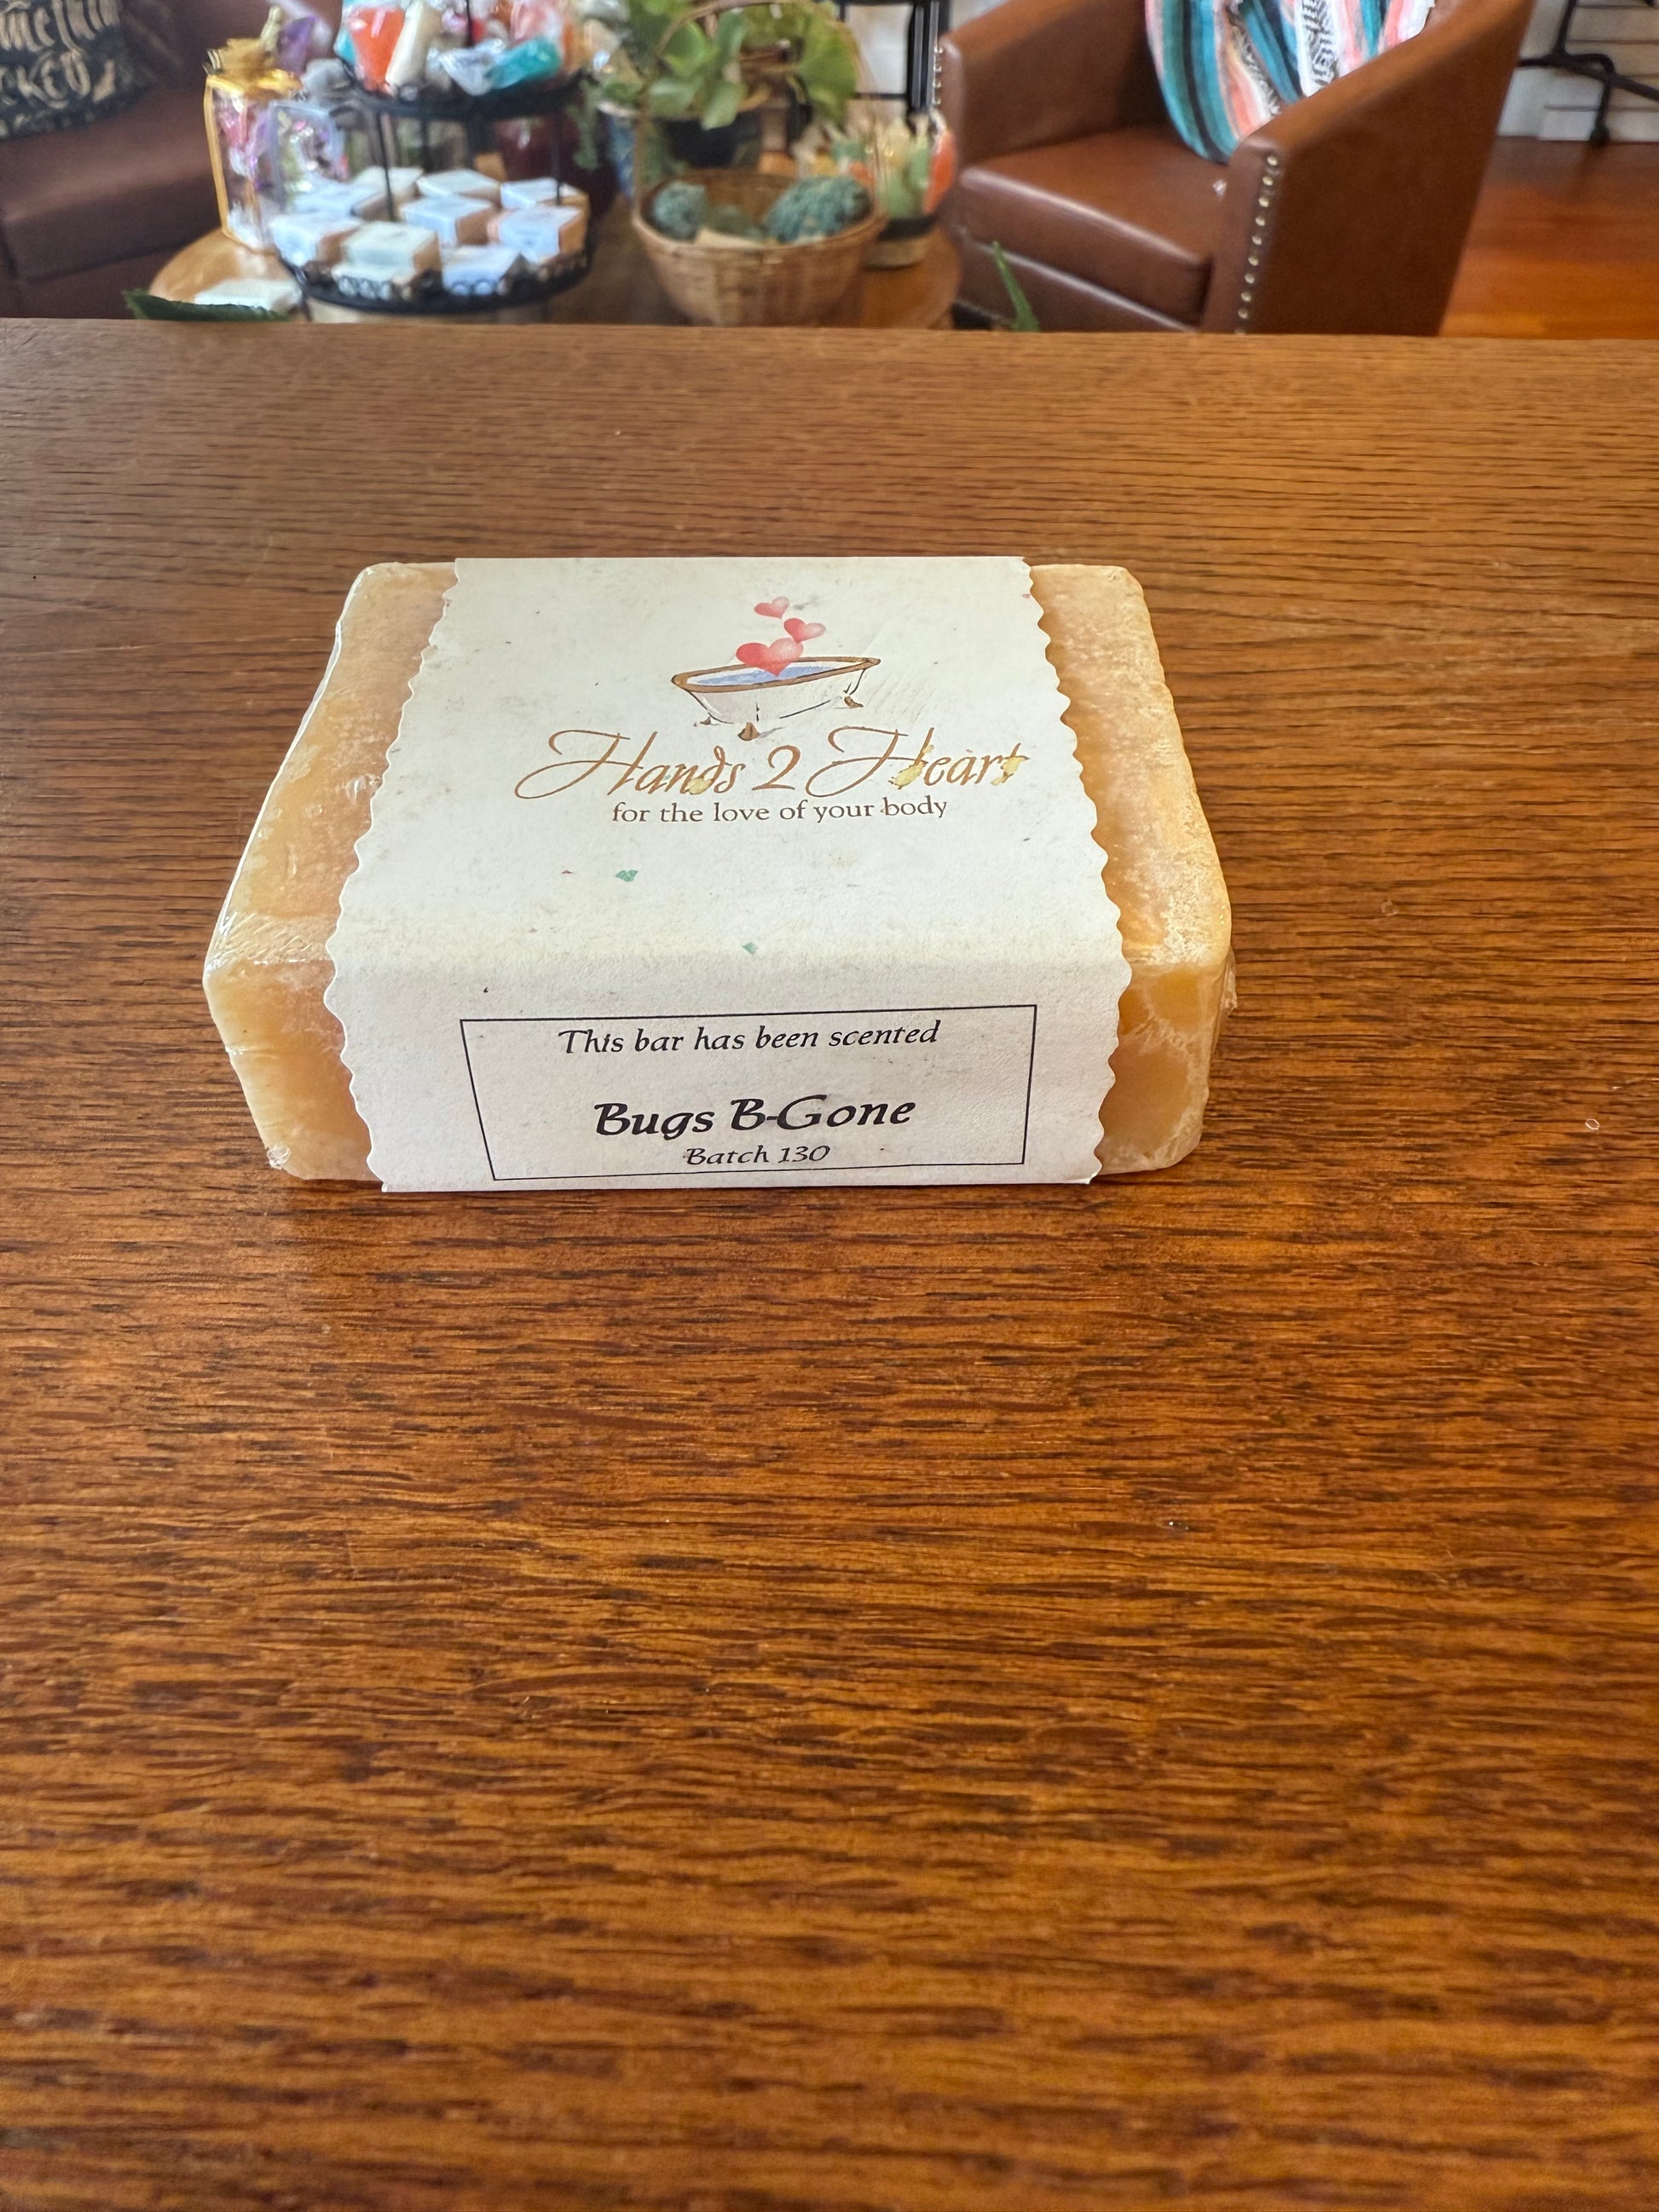 Hands 2 Heart
for the love of your body
This bar has been scented
Bugs B-Gone
Batch 130